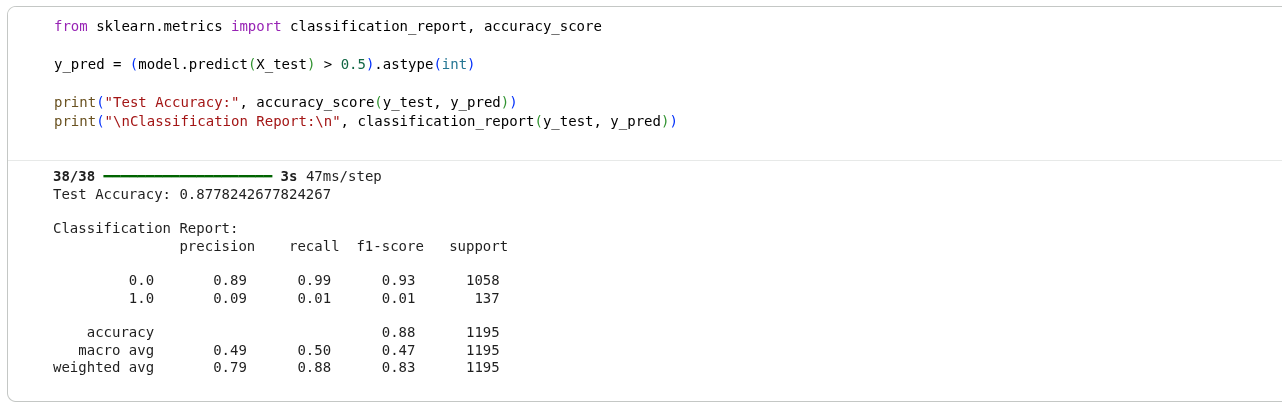 from sklearn.metrics import classification_report, accuracy_score
y_pred = (model.predict(X_test) > 0.5).astype(int)
print("Test Accuracy:", accuracy_score(y_test, y_pred))
print("\nClassification Report:\n", classification_report(y_test, y_pred))
38/38 ━━━━━━━━━━━━━━━━━━━━ 3s 47ms/step
Test Accuracy: 0.8778242677824267
Classification Report:
precision recall f1-score support
0.0 0.89 0.99 0.93 1058
1.0 0.09 0.01 0.01 137
accuracy 0.88 1195
macro avg 0.49 0.50 0.47 1195
weighted avg 0.79 0.88 0.83 1195